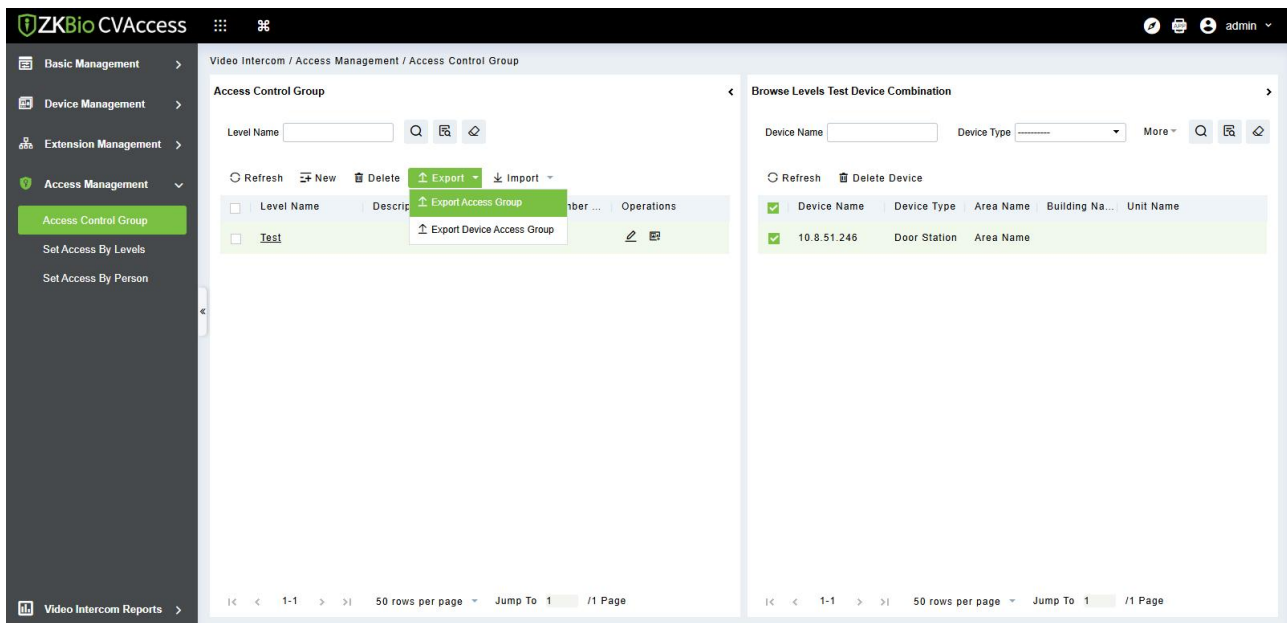 ZKBio CVAccess
admin
Basic Management
Device Management
Extension Management
Access Management
Access Control Group
Set Access By Levels
Set Access By Person
Video Intercom Reports
Video Intercom / Access Management / Access Control Group
Access Control Group
Level Name
Refresh New Delete Export Import
Export Access Group
Export Device Access Group
Level Name Descrip nber ... Operations
Test
1-1 50 rows per page Jump To 1 /1 Page
Browse Levels Test Device Combination
Device Name Device Type ---------- More
Refresh Delete Device
Device Name Device Type Area Name Building Na... Unit Name
10.8.51.246 Door Station Area Name
1-1 50 rows per page Jump To 1 /1 Page